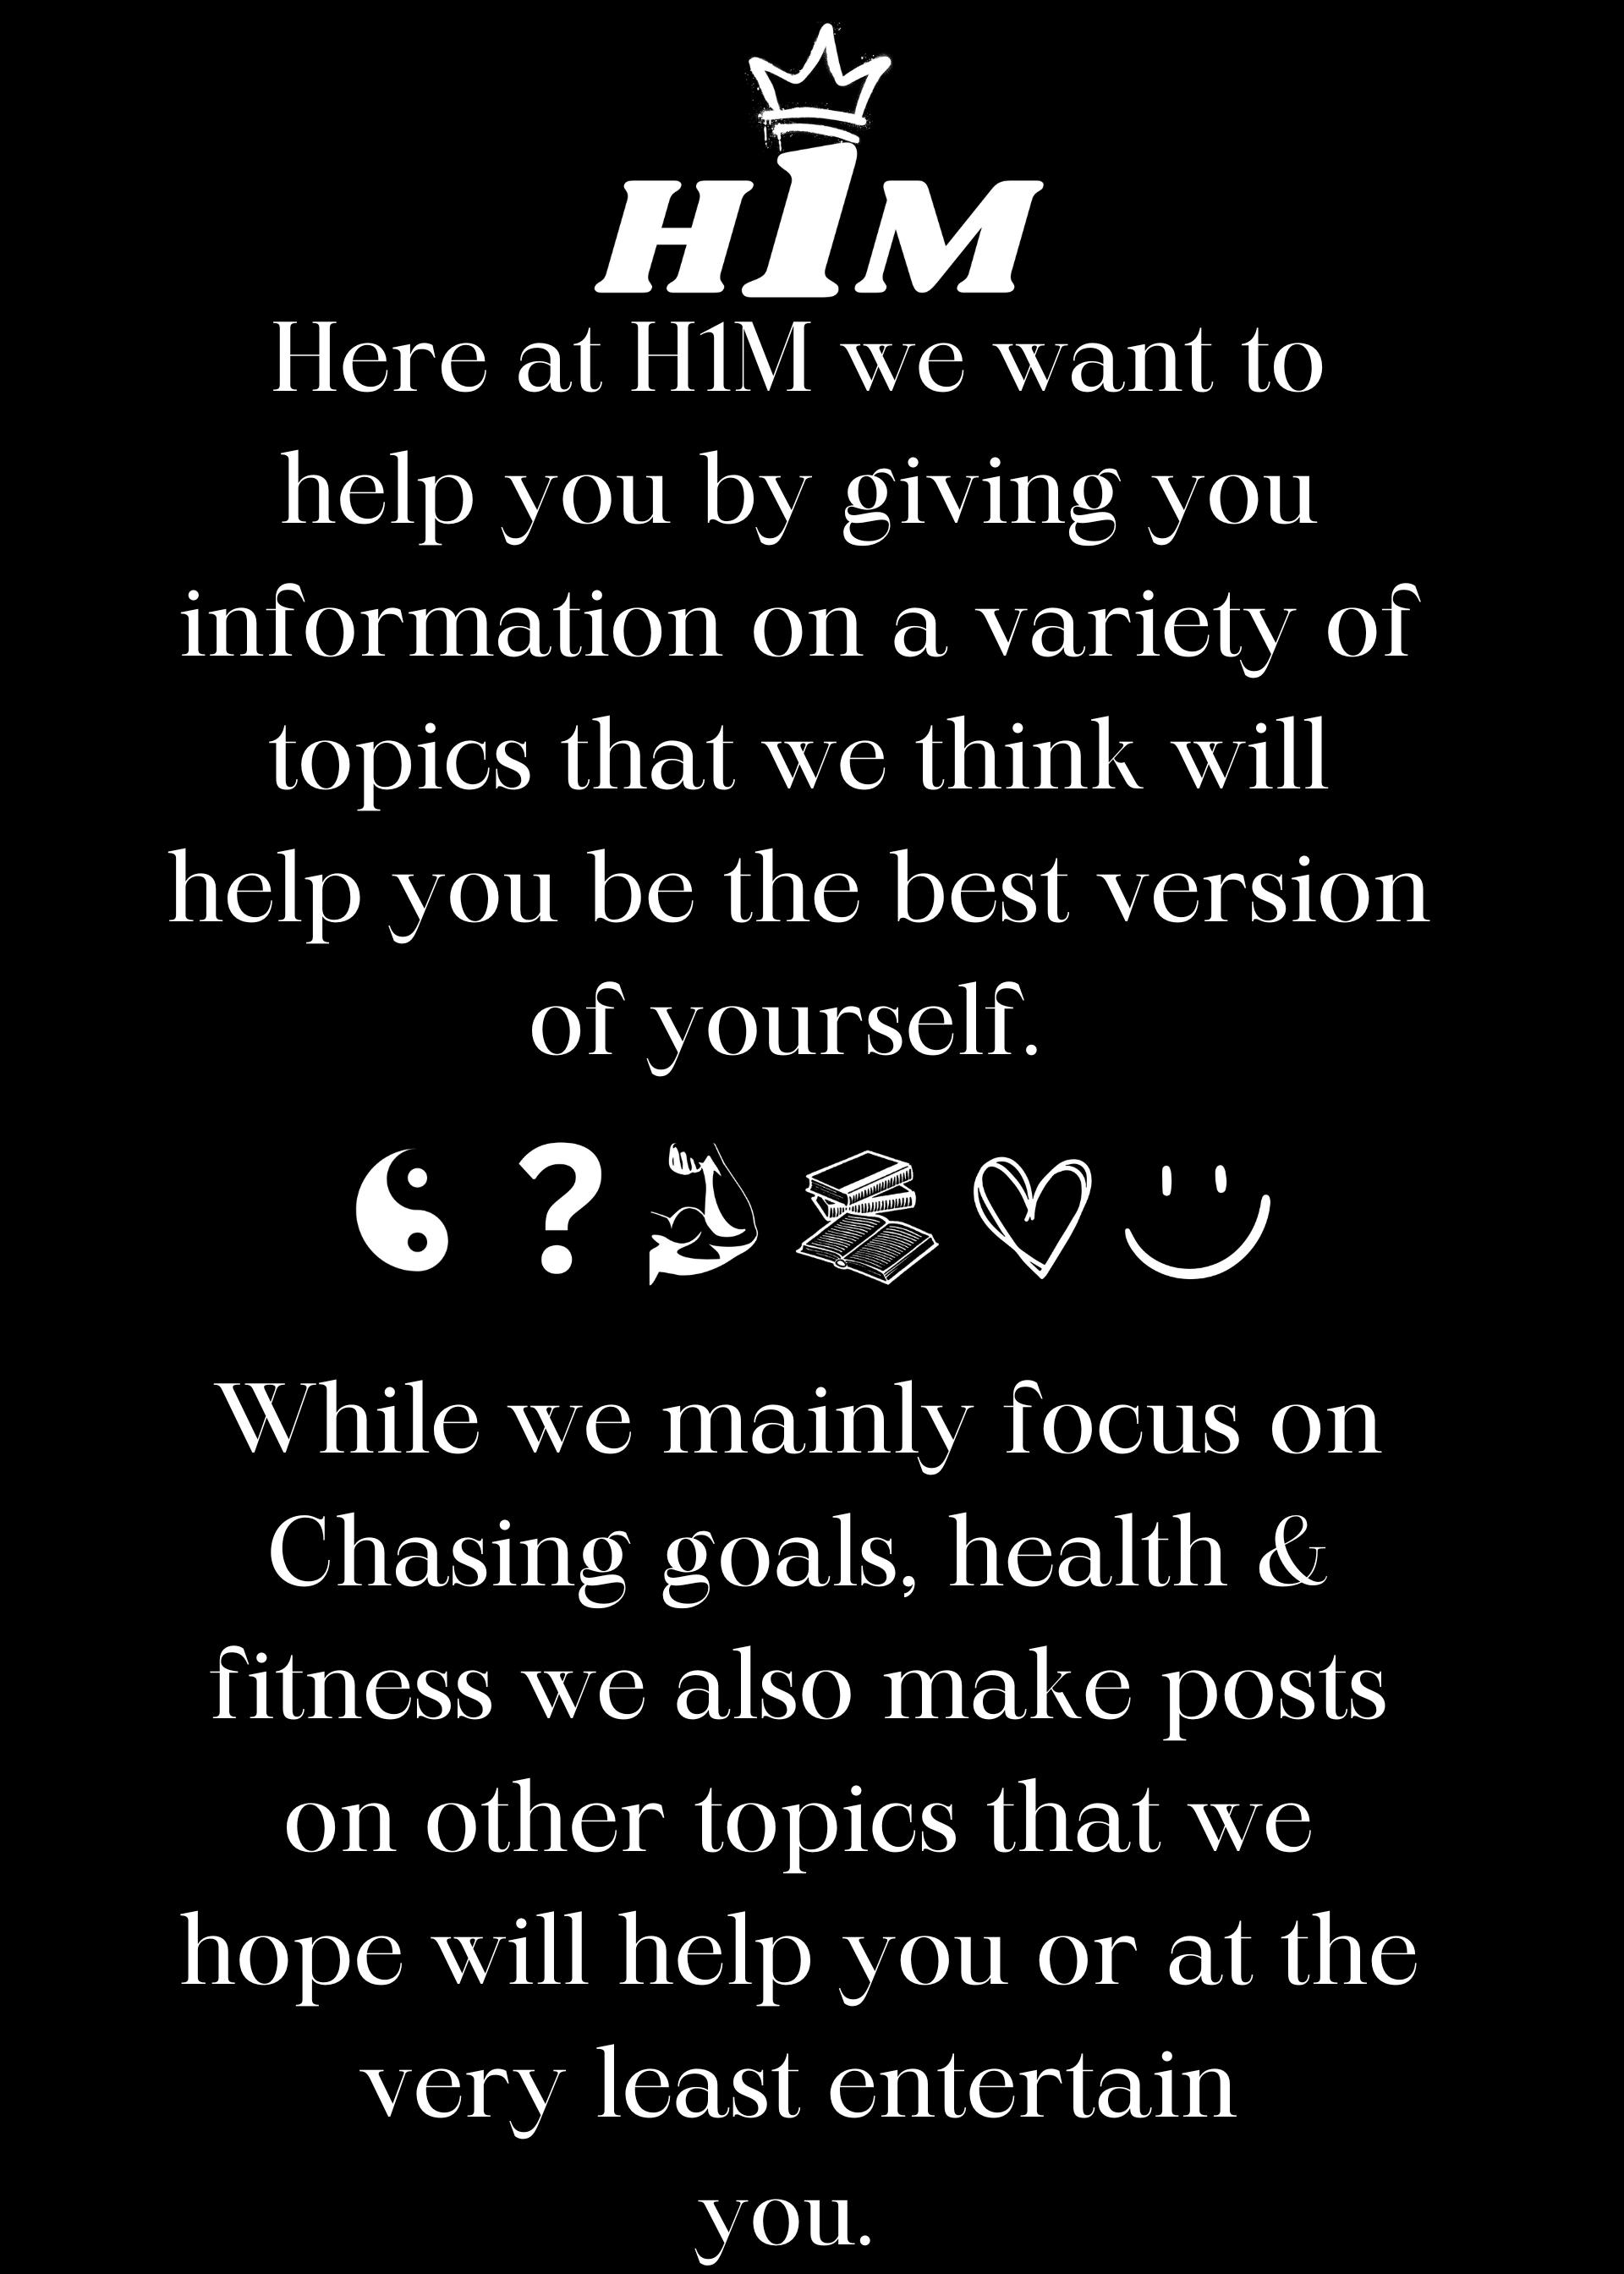 H1M
Here at H1M we want to
help you by giving you
information on a variety of
topics that we think will
help you be the best version
of yourself.
?
While we mainly focus on
Chasing goals, health &
fitness we also make posts
on other topics that we
hope will help you or at the
very least entertain
you.